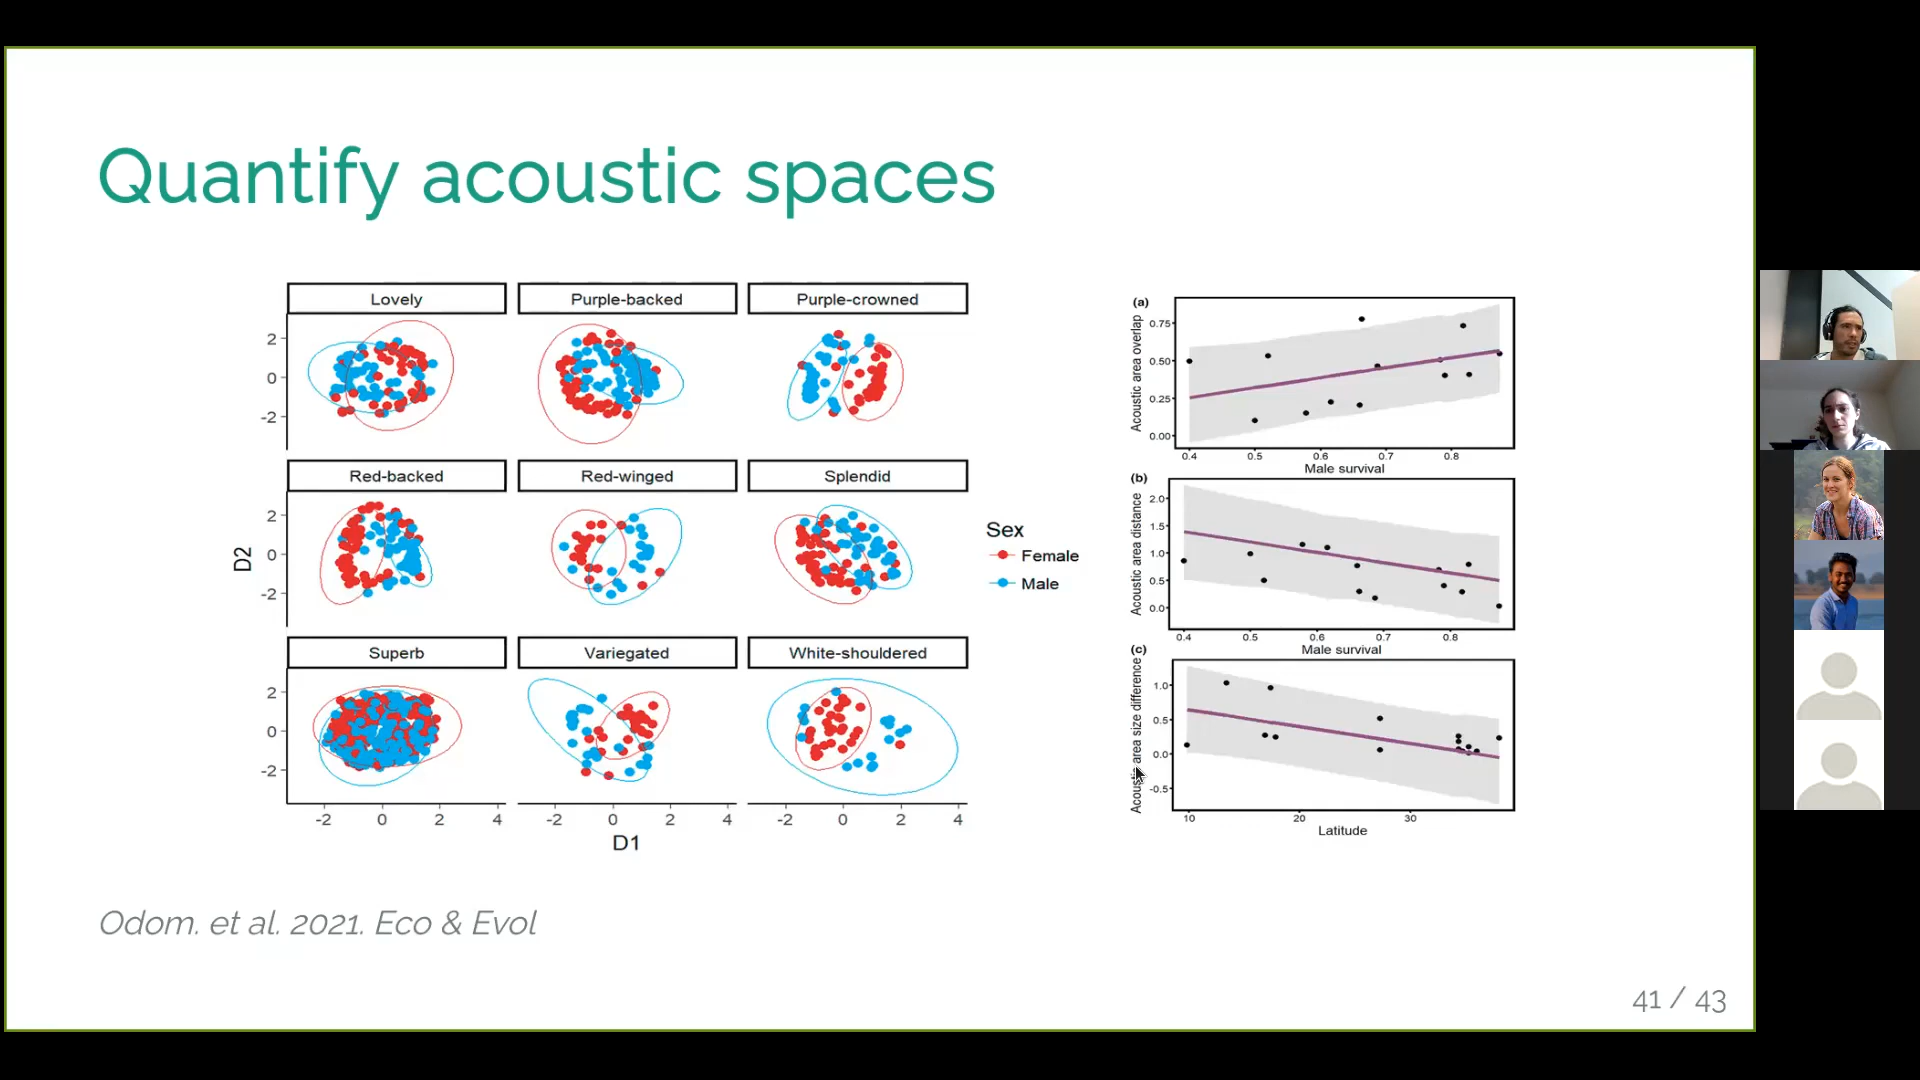 Quantify acoustic spaces
Lovely
Purple-backed
Purple-crowned
2
0
-2
Red-backed
Red-winged
Splendid
2
0
-2
D2
Superb
Variegated
White-shouldered
2
0
-2
-2 0 2 4
-2 0 2 4
-2 0 2 4
D1
Sex
Female
Male
(a)
Acoustic area overlap
0.75
0.50
0.25
0.00
0.4 0.5 0.6 0.7 0.8
Male survival
(b)
Acoustic area distance
2.0
1.5
1.0
0.5
0.0
0.4 0.5 0.6 0.7 0.8
Male survival
(c)
Acoustic area size difference
1.0
0.5
0.0
-0.5
10 20 30
Latitude
Odom. et al. 2021. Eco & Evol
41 / 43